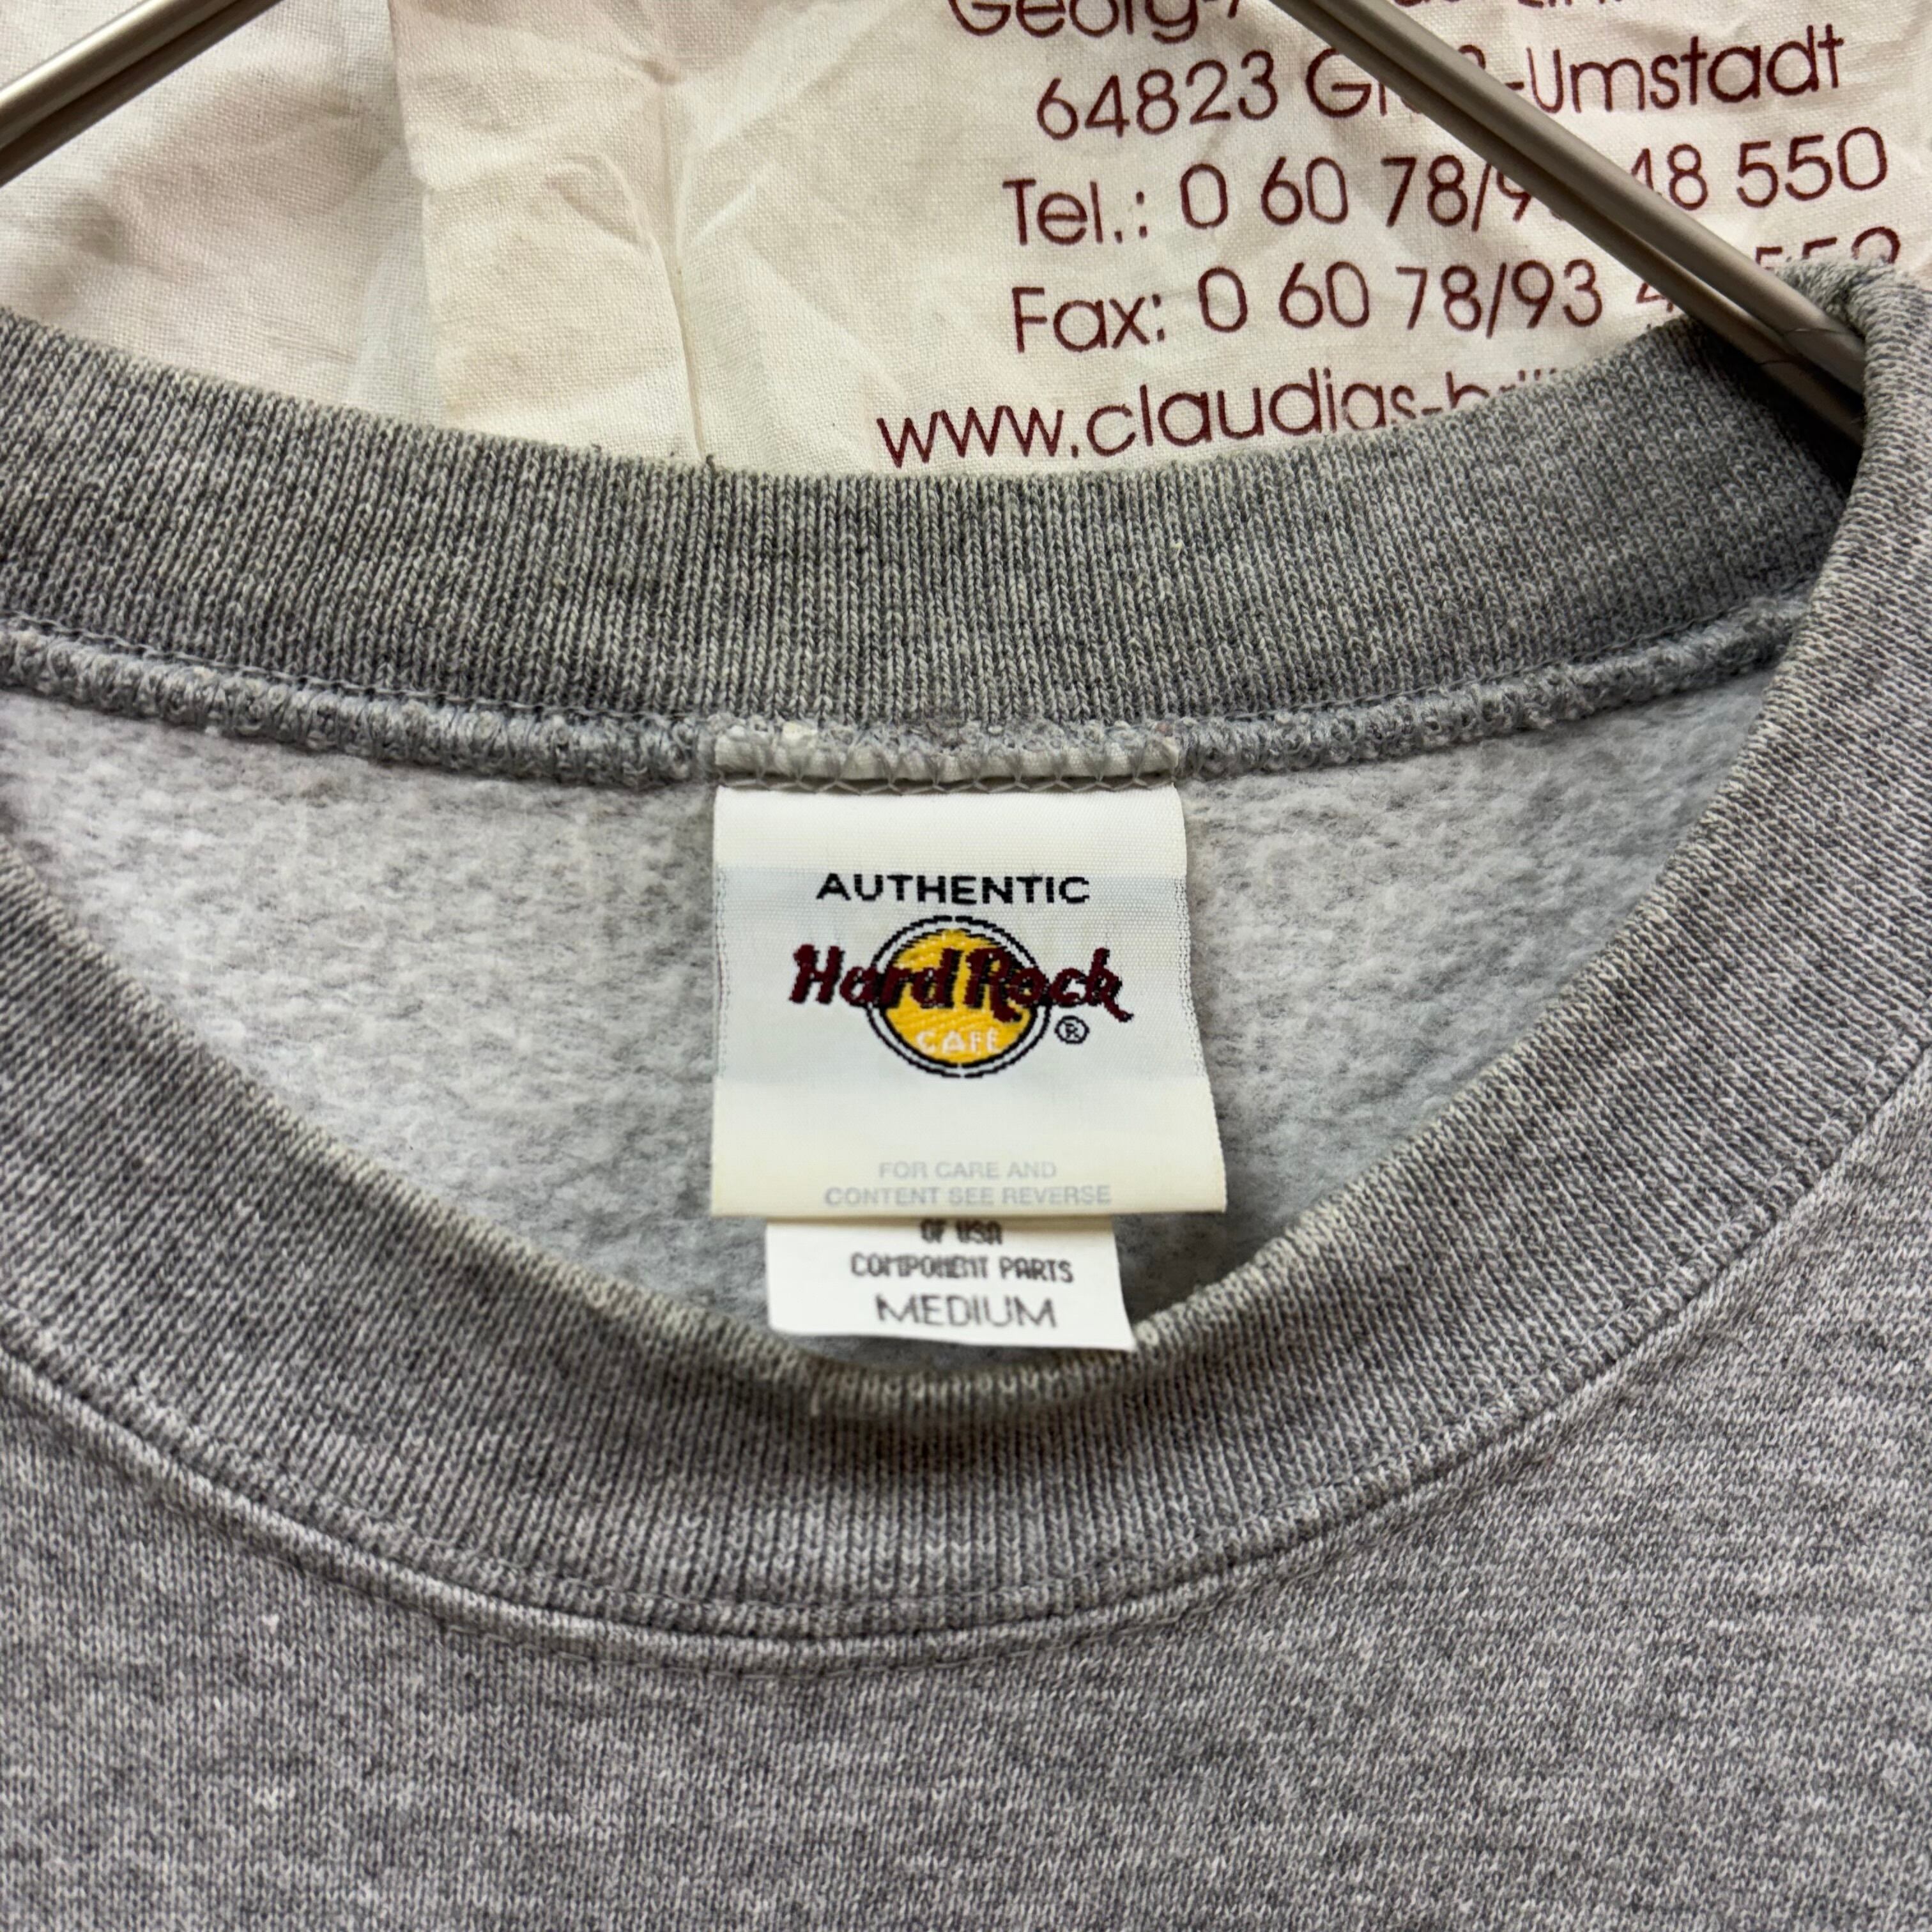 64823 -Umstadt
Tel.: 0 60 78/9 48 550
Fax: 0 60 78/93
www.claudias-
AUTHENTIC
Hard Rock
CAFE
®
FOR CARE AND
CONTENT SEE REVERSE
OF USA
COMPONENT PARTS
MEDIUM